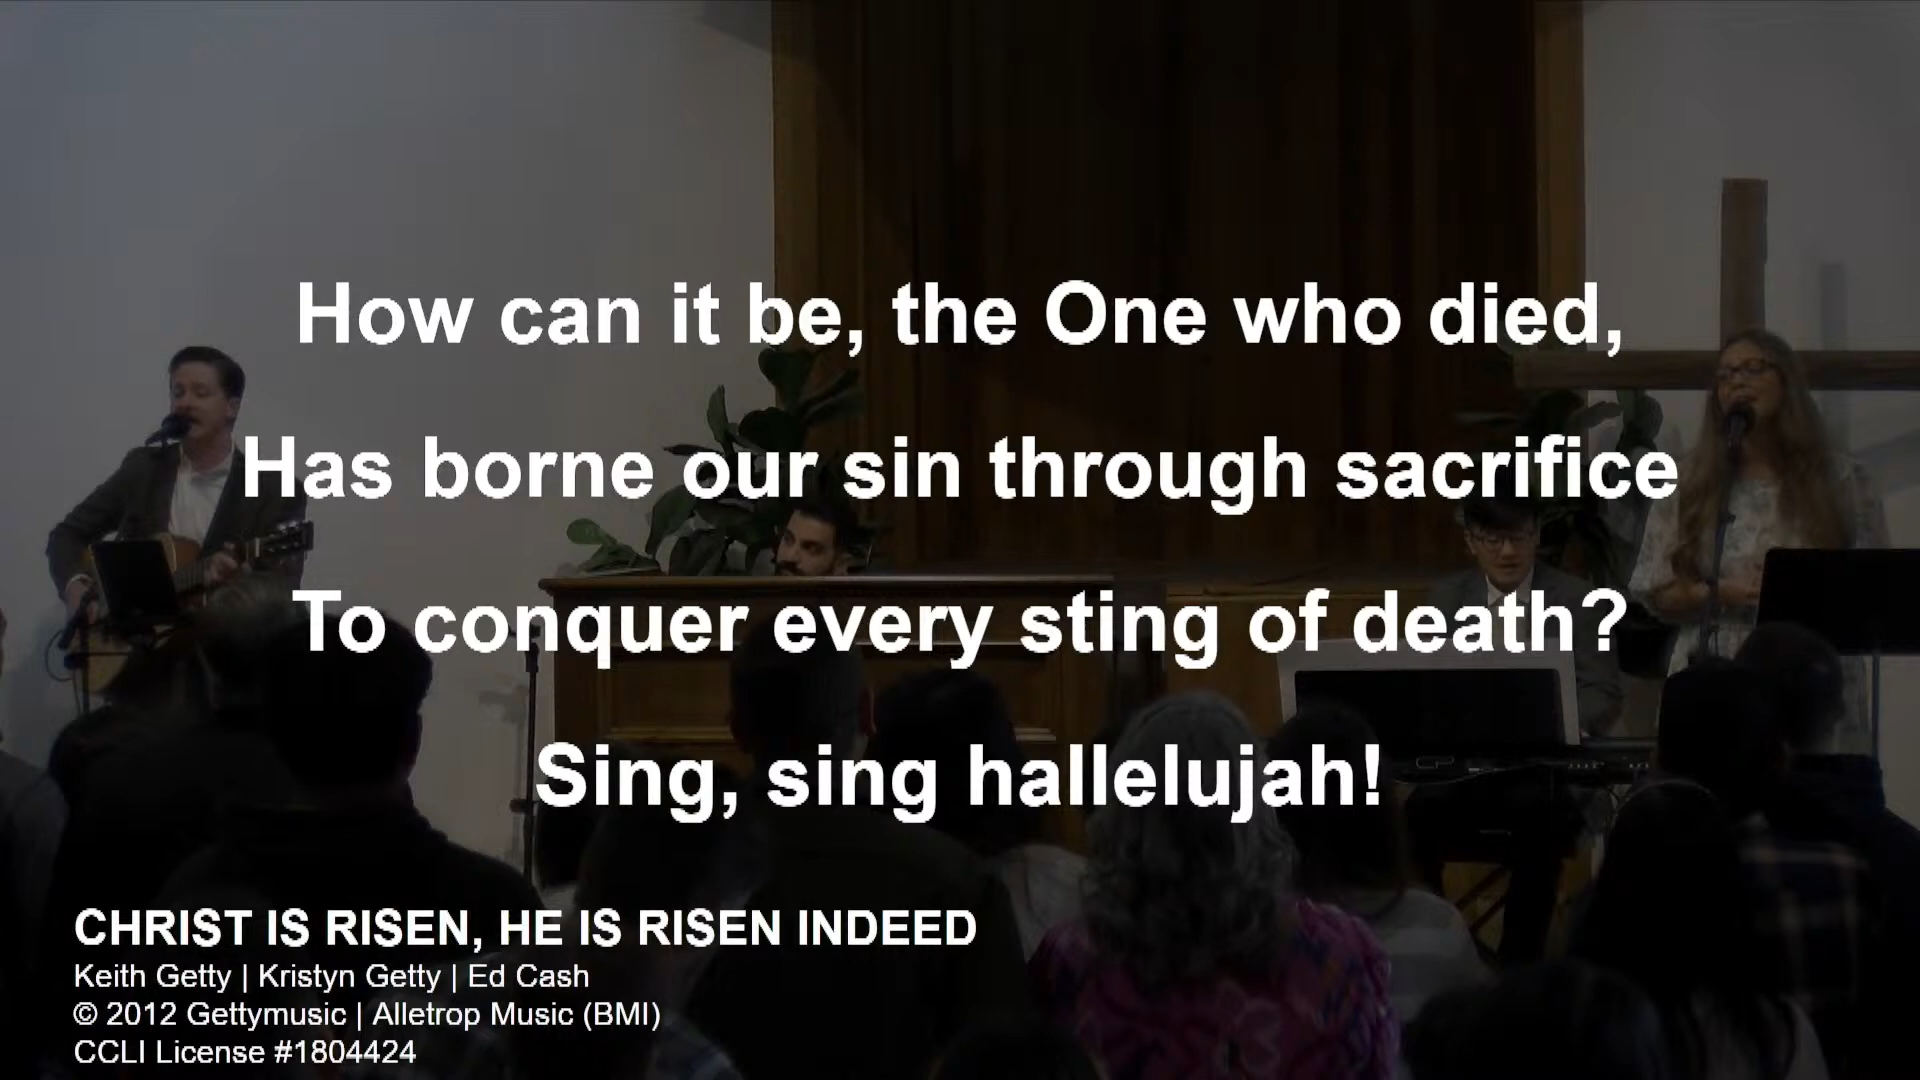 How can it be, the One who died,
Has borne our sin through sacrifice
To conquer every sting of death?
Sing, sing hallelujah!
CHRIST IS RISEN, HE IS RISEN INDEED
Keith Getty | Kristyn Getty | Ed Cash
© 2012 Gettymusic | Alletrop Music (BMI)
CCLI License #1804424